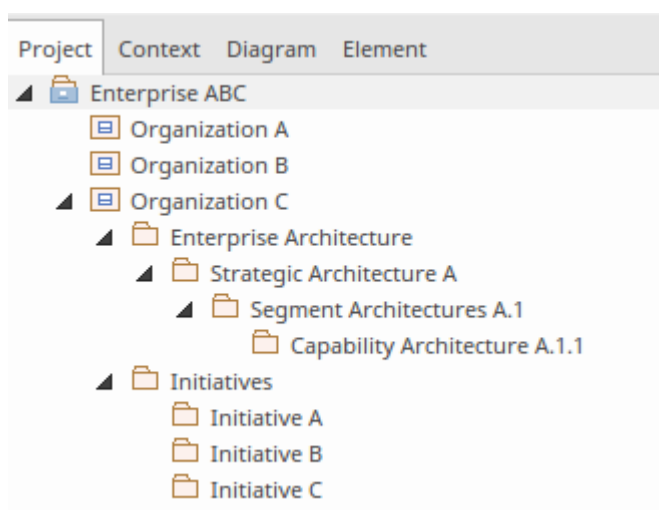 Project Context Diagram Element
Enterprise ABC
Organization A
Organization B
Organization C
Enterprise Architecture
Strategic Architecture A
Segment Architectures A.1
Capability Architecture A.1.1
Initiatives
Initiative A
Initiative B
Initiative C